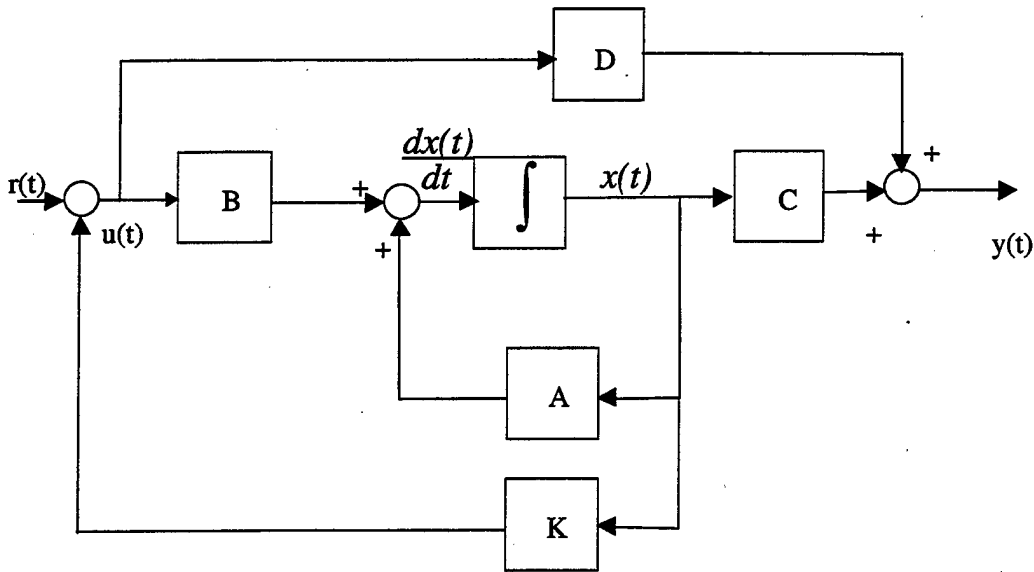 D
dx(t)
dt
∫
x(t)
r(t)
u(t)
B
+
+
C
+
+
y(t)
A
K